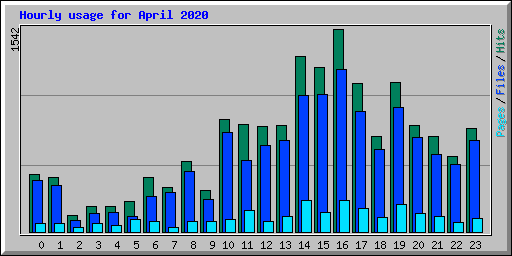 Hourly usage for April 2020
1542
Pages / Files / Hits
0 1 2 3 4 5 6 7 8 9 10 11 12 13 14 15 16 17 18 19 20 21 22 23